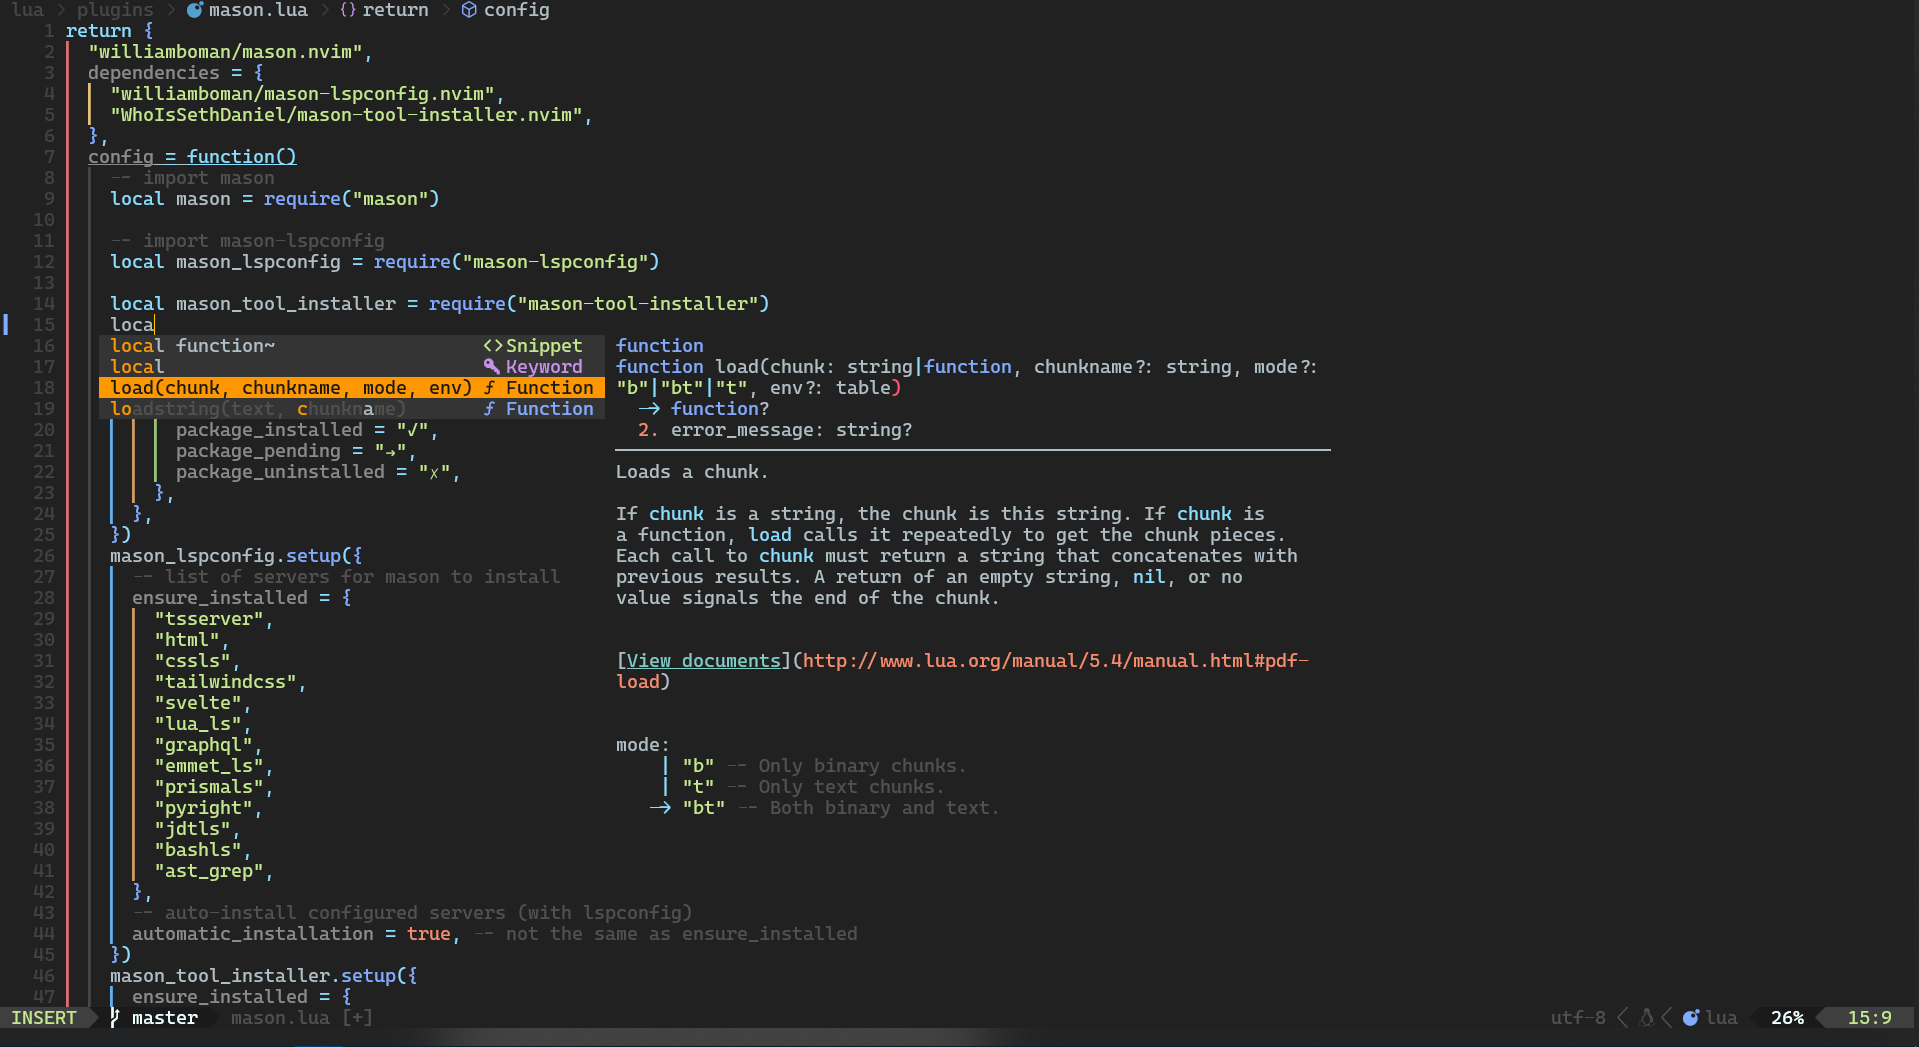 lua > plugins > mason.lua > {} return > config
1 return {
2 "williamboman/mason.nvim",
3 dependencies = {
4 "williamboman/mason-lspconfig.nvim",
5 "WhoIsSethDaniel/mason-tool-installer.nvim",
6 },
7 config = function()
8 -- import mason
9 local mason = require("mason")
10
11 -- import mason-lspconfig
12 local mason_lspconfig = require("mason-lspconfig")
13
14 local mason_tool_installer = require("mason-tool-installer")
15 loca
16 local function~ <> Snippet
17 local Keyword
18 load(chunk, chunkname, mode, env) ƒ Function
19 loadstring(text, chunkname) ƒ Function
20 package_installed = "✓",
21 package_pending = "➜",
22 package_uninstalled = "✗",
23 },
24 },
25 })
26 mason_lspconfig.setup({
27 -- list of servers for mason to install
28 ensure_installed = {
29 "tsserver",
30 "html",
31 "cssls",
32 "tailwindcss",
33 "svelte",
34 "lua_ls",
35 "graphql",
36 "emmet_ls",
37 "prismals",
38 "pyright",
39 "jdtls",
40 "bashls",
41 "ast_grep",
42 },
43 -- auto-install configured servers (with lspconfig)
44 automatic_installation = true, -- not the same as ensure_installed
45 })
46 mason_tool_installer.setup({
47 ensure_installed = {
function
function load(chunk: string|function, chunkname?: string, mode?:
"b"|"bt"|"t", env?: table)
-> function?
2. error_message: string?
Loads a chunk.
If chunk is a string, the chunk is this string. If chunk is
a function, load calls it repeatedly to get the chunk pieces.
Each call to chunk must return a string that concatenates with
previous results. A return of an empty string, nil, or no
value signals the end of the chunk.
[View documents](http://www.lua.org/manual/5.4/manual.html#pdf-
load)
mode:
| "b" -- Only binary chunks.
| "t" -- Only text chunks.
-> "bt" -- Both binary and text.
INSERT master mason.lua [+] utf-8 < < lua 26% 15:9